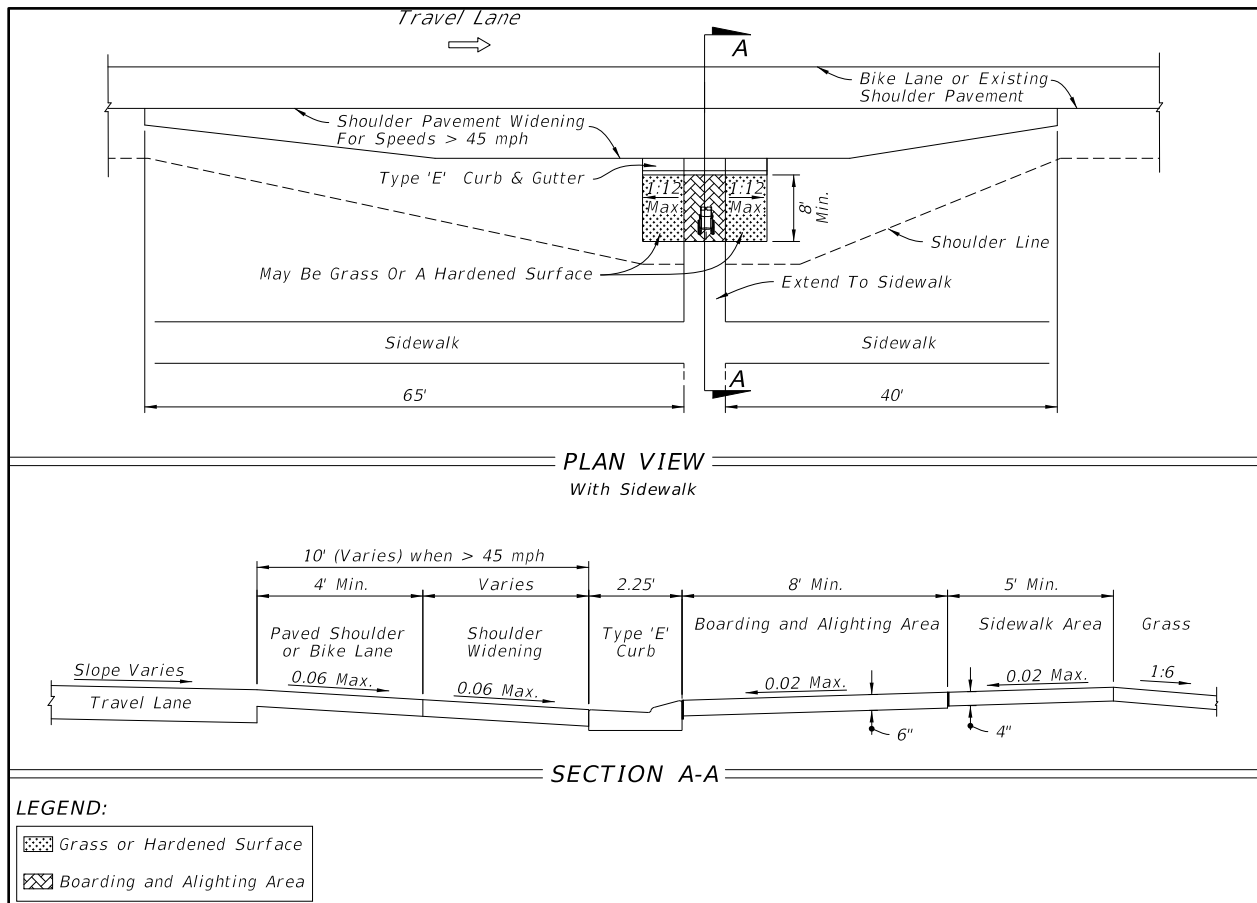 Travel Lane
A
Bike Lane or Existing
Shoulder Pavement
Shoulder Pavement Widening
For Speeds > 45 mph
Type 'E' Curb & Gutter
1:12
Max
1:12
Max
8'
Min.
Shoulder Line
May Be Grass Or A Hardened Surface
Extend To Sidewalk
Sidewalk
Sidewalk
A
65'
40'
PLAN VIEW
With Sidewalk
10' (Varies) when > 45 mph
4' Min.
Varies
2.25'
8' Min.
5' Min.
Paved Shoulder
or Bike Lane
Shoulder
Widening
Type 'E'
Curb
Boarding and Alighting Area
Sidewalk Area
Grass
Slope Varies
0.06 Max.
0.06 Max.
0.02 Max.
0.02 Max.
1:6
Travel Lane
6"
4"
SECTION A-A
LEGEND:
Grass or Hardened Surface
Boarding and Alighting Area